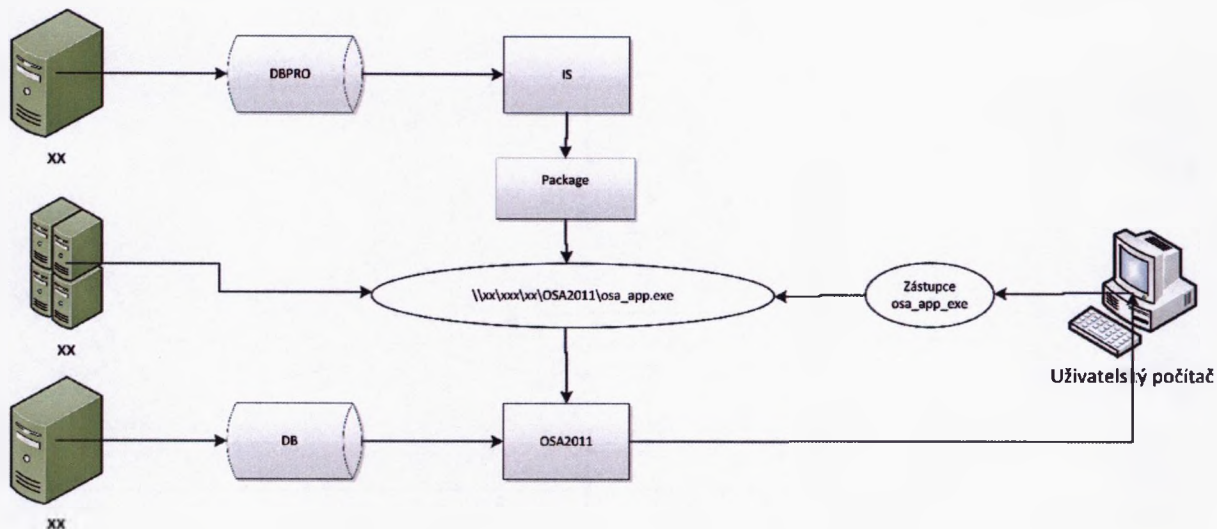 DBPRO
IS
XX
Package
\\xx\xxx\xx\OSA2011\osa_app.exe
Zástupce
osa_app_exe
XX
Uživatelský počítač
DB
OSA2011
XX